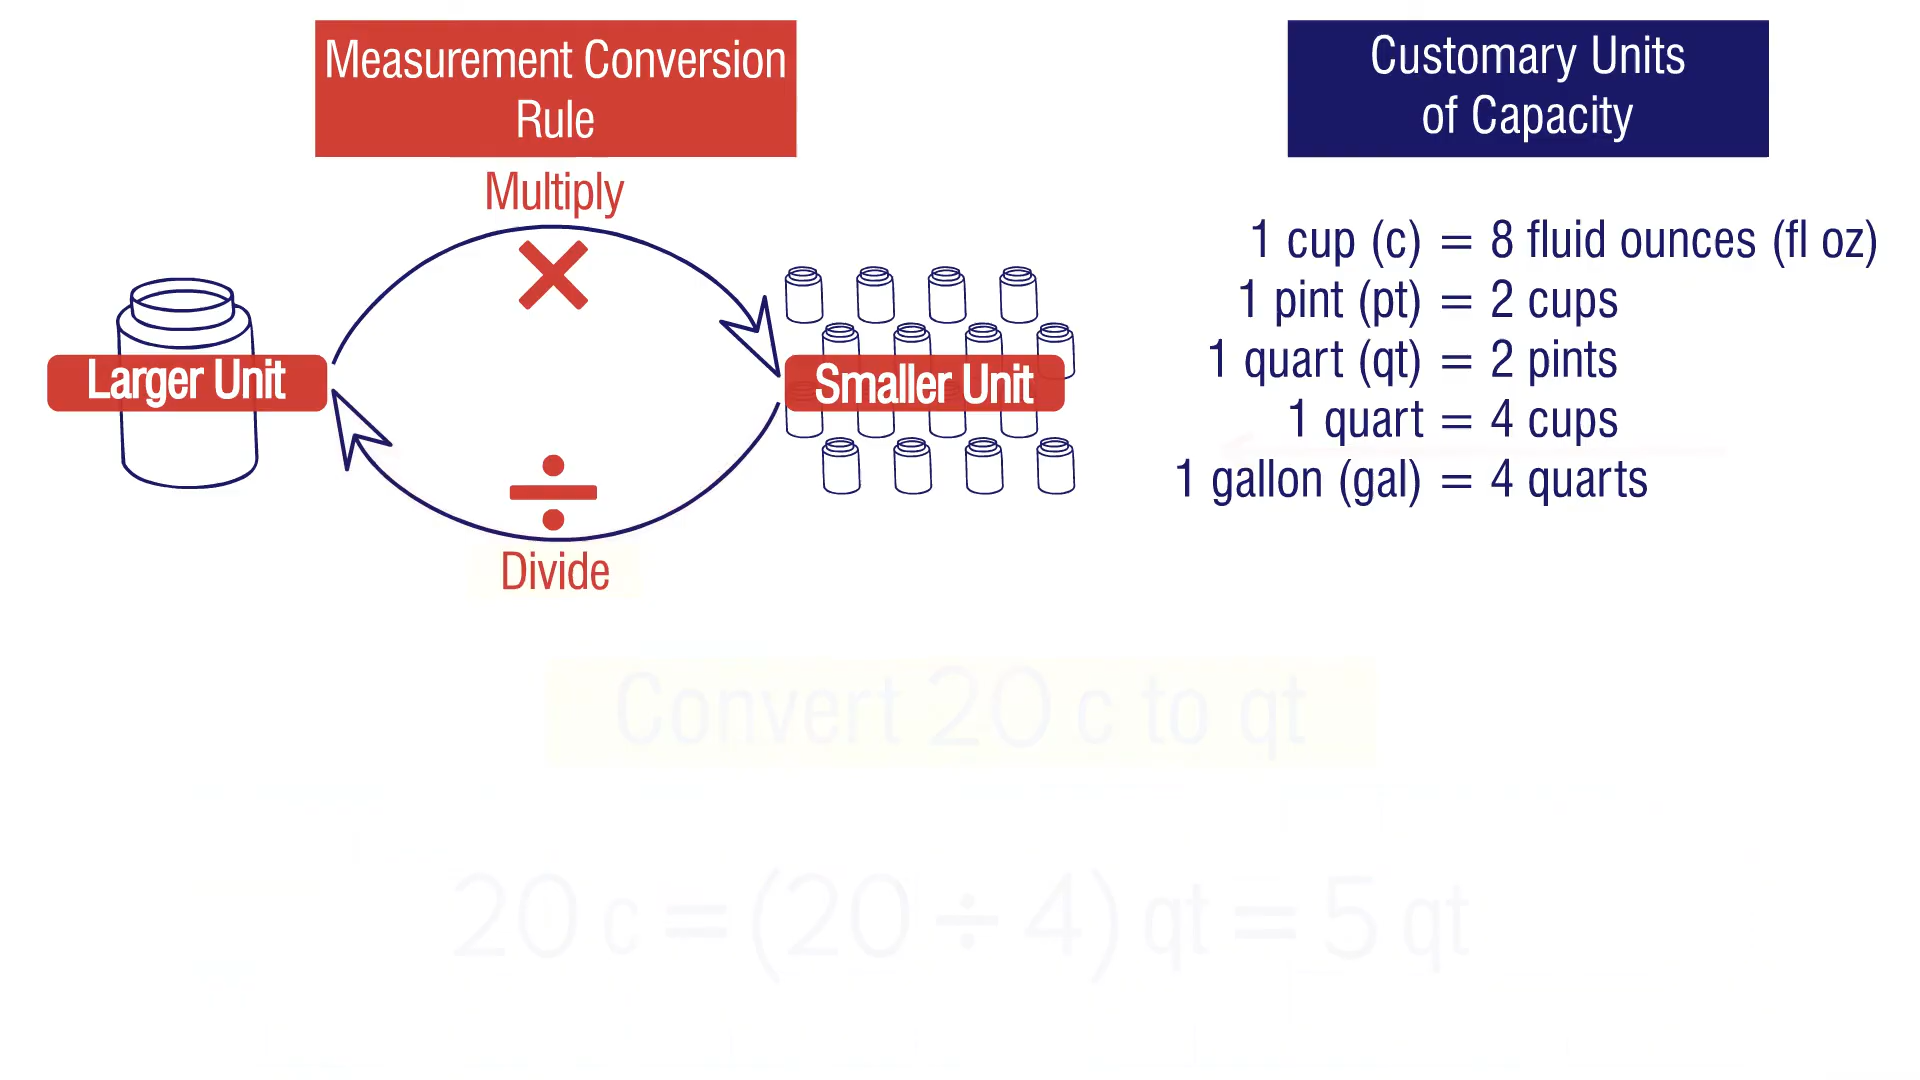 Measurement Conversion
Rule
Multiply
×
Larger Unit
Smaller Unit
÷
Divide
Customary Units
of Capacity
1 cup (c) = 8 fluid ounces (fl oz)
1 pint (pt) = 2 cups
1 quart (qt) = 2 pints
1 quart = 4 cups
1 gallon (gal) = 4 quarts
Convert 20 c to qt
20 c = (20 ÷ 4) qt = 5 qt